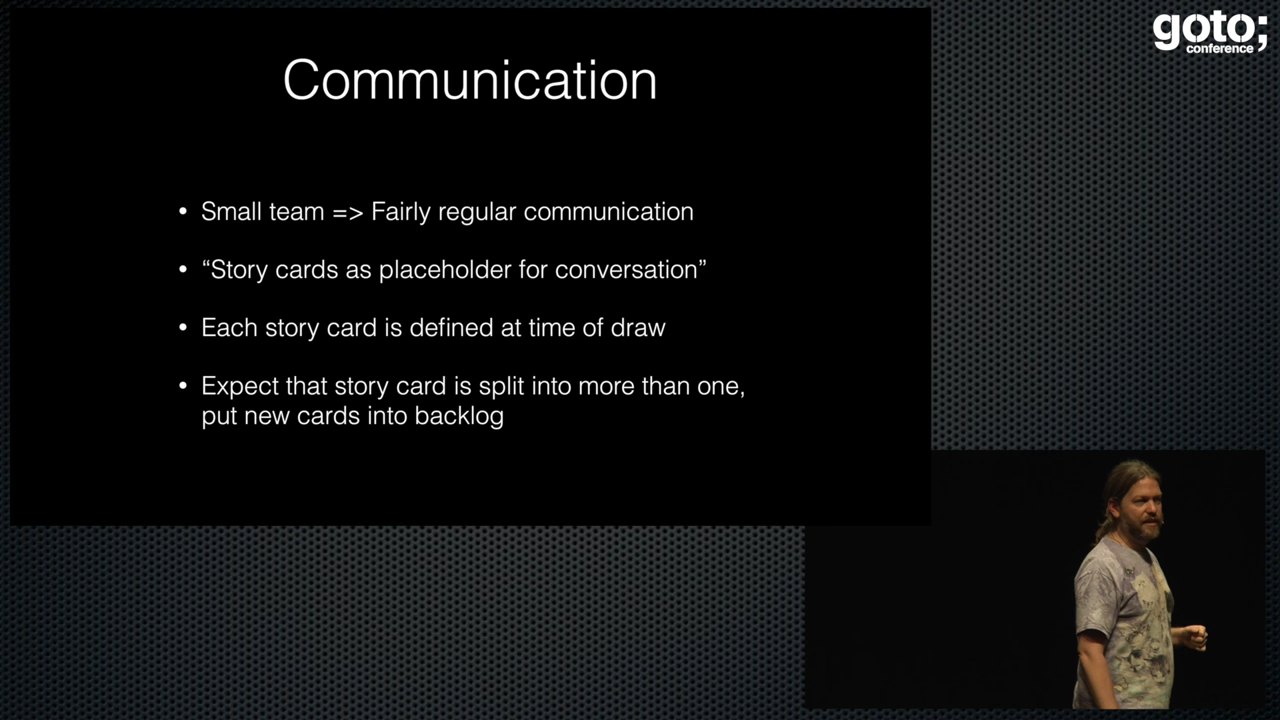 goto;
conference
Communication
• Small team => Fairly regular communication
• “Story cards as placeholder for conversation”
• Each story card is defined at time of draw
• Expect that story card is split into more than one,
put new cards into backlog